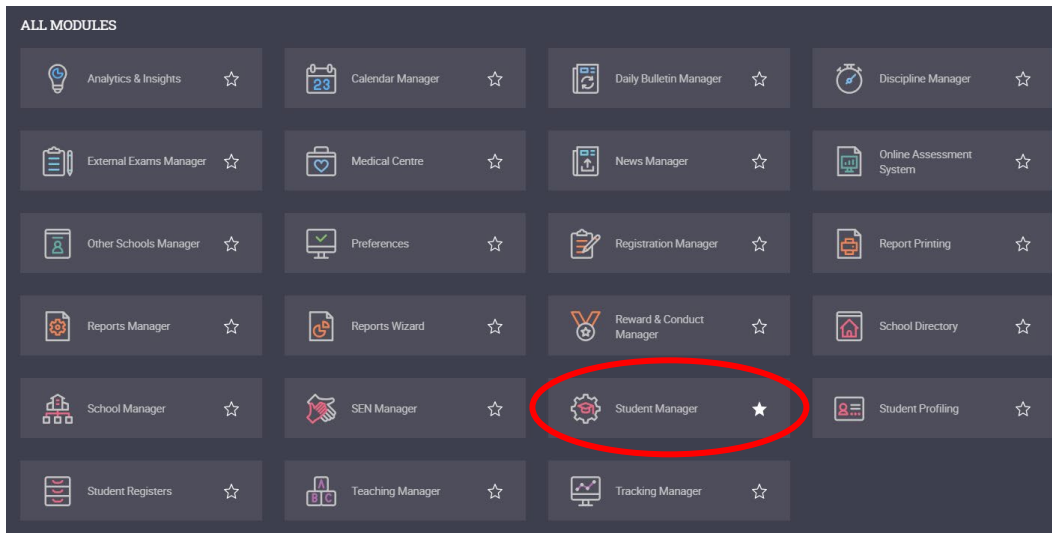 ALL MODULES
Analytics & Insights
Calendar Manager
23
Daily Bulletin Manager
Discipline Manager
External Exams Manager
Medical Centre
News Manager
Online Assessment
System
Other Schools Manager
Preferences
Registration Manager
Report Printing
Reports Manager
Reports Wizard
Reward & Conduct
Manager
School Directory
School Manager
SEN Manager
Student Manager
Student Profiling
Student Registers
A
B C
Teaching Manager
Tracking Manager